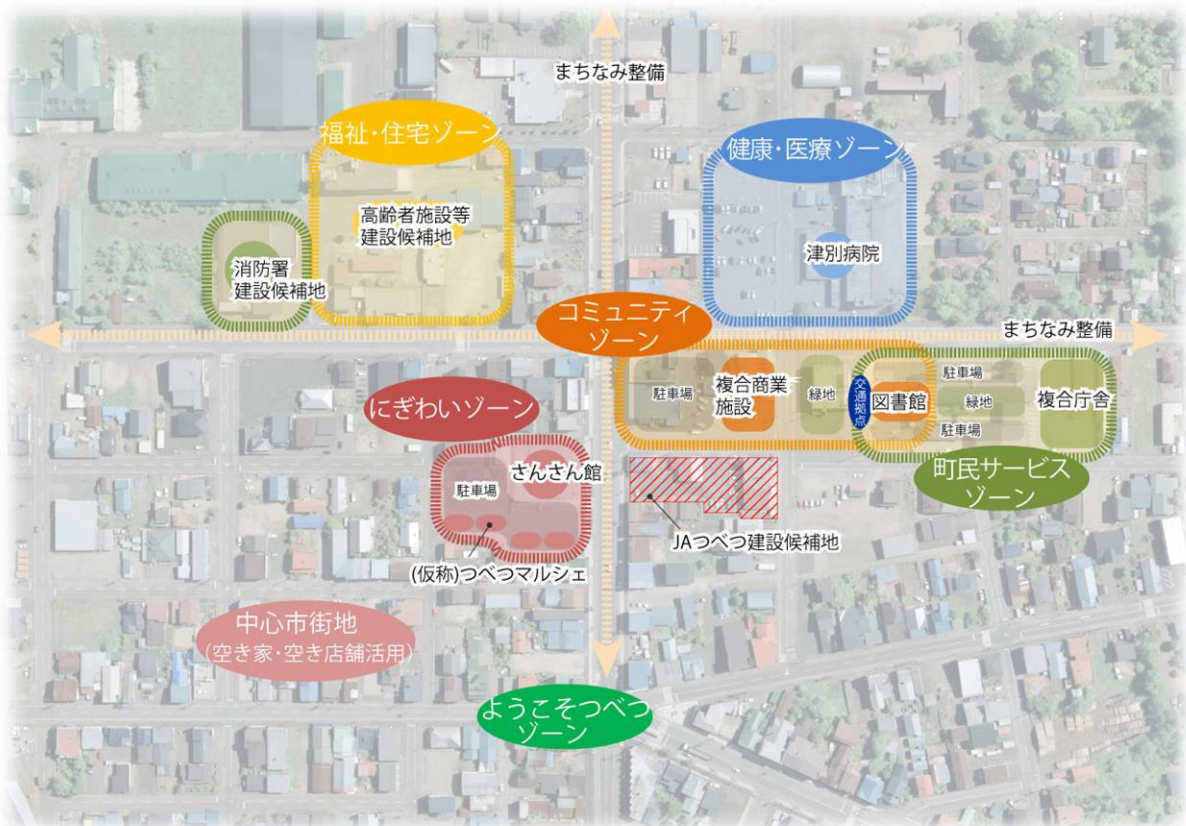 まちなみ整備
福祉・住宅ゾーン
健康・医療ゾーン
高齢者施設等
建設候補地
消防署
建設候補地
津別病院
コミュニティ
ゾーン
まちなみ整備
にぎわいゾーン
駐車場
複合商業
施設
緑地
交通拠点
図書館
駐車場
緑地
駐車場
複合庁舎
町民サービス
ゾーン
さんさん館
駐車場
JAつべつ建設候補地
(仮称)つべつマルシェ
中心市街地
(空き家・空き店舗活用)
ようこそつべつ
ゾーン